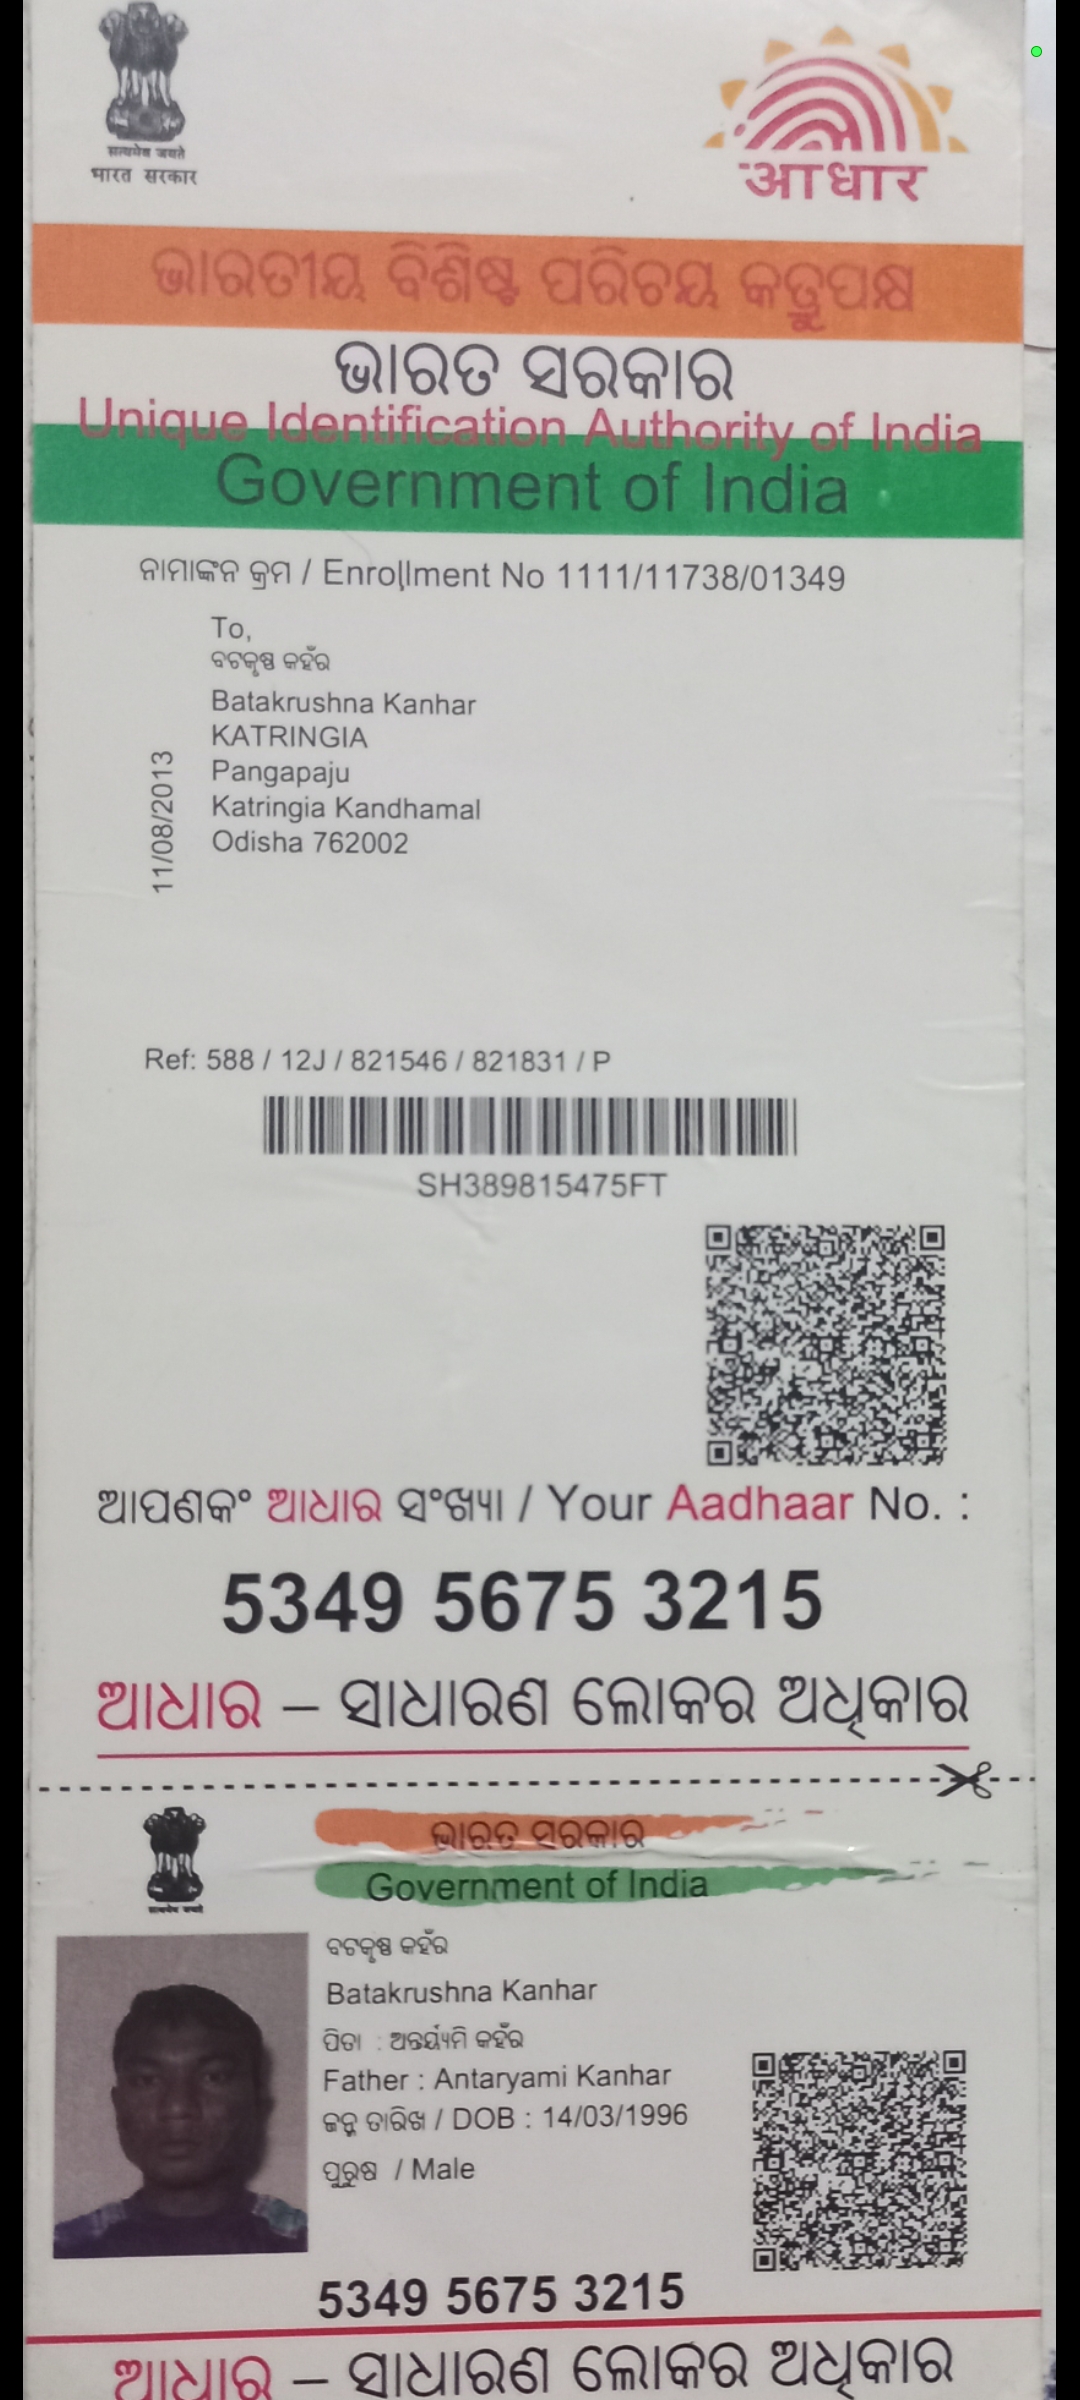 सत्यमेव जयते
भारत सरकार
आधार
ଭାରତୀୟ ବିଶିଷ୍ଟ ପରିଚୟ କର୍ତ୍ତୃପକ୍ଷ
ଭାରତ ସରକାର
Unique Identification Authority of India
Government of India
ନାମାଙ୍କନ କ୍ରମ / Enrollment No 1111/11738/01349
To,
ବଟକୃଷ୍ଣ କହଁର
Batakrushna Kanhar
KATRINGIA
Pangapaju
Katringia Kandhamal
Odisha 762002
11/08/2013
Ref: 588 / 12J / 821546 / 821831 / P
SH389815475FT
ଆପଣକଂ ଆଧାର ସଂଖ୍ୟା / Your Aadhaar No. :
5349 5675 3215
ଆଧାର – ସାଧାରଣ ଲୋକର ଅଧିକାର
ଭାରତ ସରକାର
Government of India
सत्यमेव जयते
ବଟକୃଷ୍ଣ କହଁର
Batakrushna Kanhar
ପିତା : ଅନ୍ତର୍ଯ୍ୟାମି କହଁର
Father : Antaryami Kanhar
ଜନ୍ମ ତାରିଖ / DOB : 14/03/1996
ପୁରୁଷ / Male
5349 5675 3215
ଆଧାର – ସାଧାରଣ ଲୋକର ଅଧିକାର